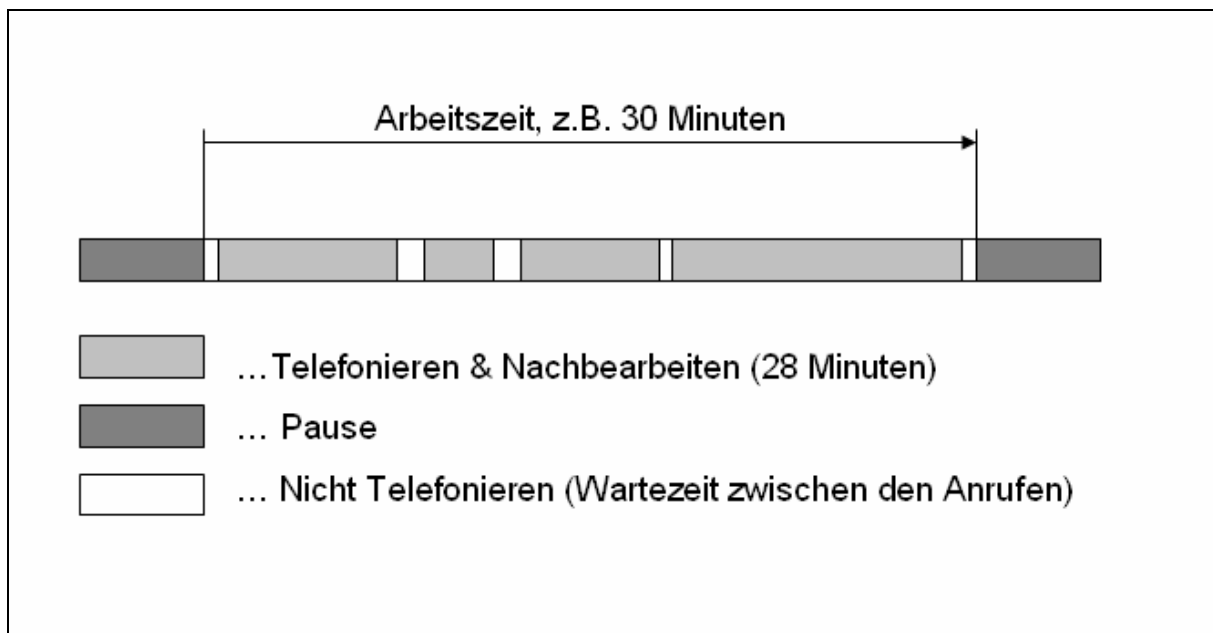 Arbeitszeit, z.B. 30 Minuten
…Telefonieren & Nachbearbeiten (28 Minuten)
… Pause
… Nicht Telefonieren (Wartezeit zwischen den Anrufen)